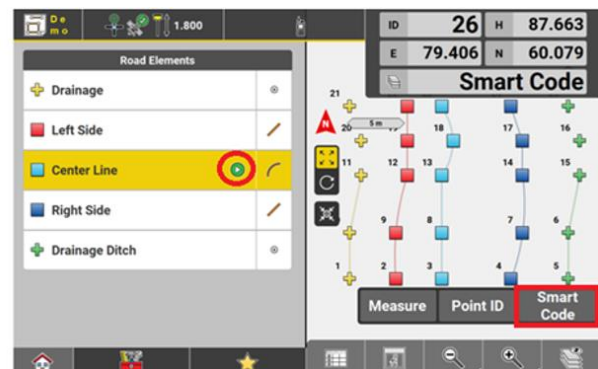 De
mo
1.800
ID 26 H 87.663
E 79.406 N 60.079
Smart Code
Road Elements
Drainage
Left Side
Center Line
Right Side
Drainage Ditch
21
N
5 m
20 18 17 16
11 12 13 14 15
9 8 7 6
1 2 3 4 5
Measure Point ID Smart
Code